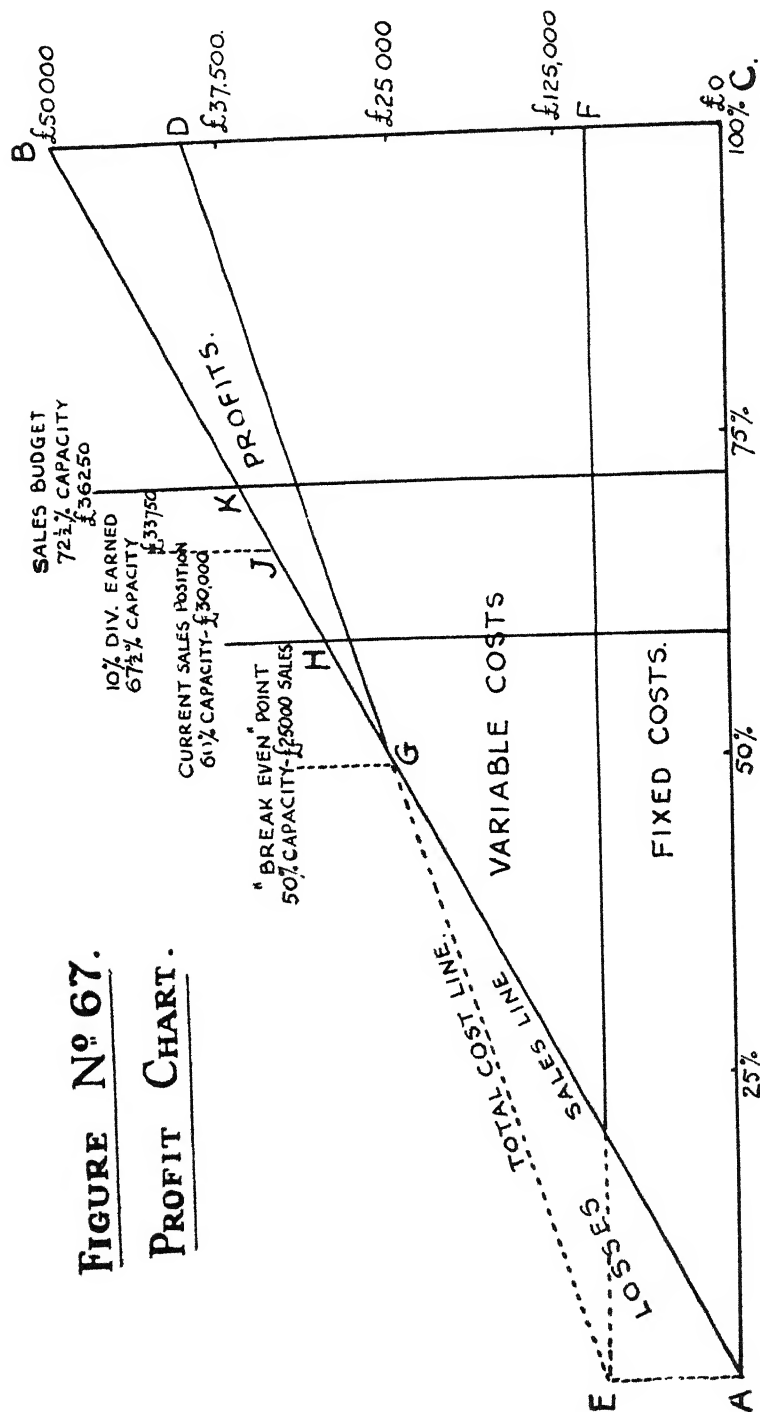 FIGURE Nº 67.
PROFIT CHART.
SALES BUDGET
72½% CAPACITY
£36250
10% DIV. EARNED
67½% CAPACITY
£33750
CURRENT SALES POSITION
60% CAPACITY-£30,000
"BREAK EVEN" POINT
50% CAPACITY-£25000 SALES
B
£50000
D
£37.500.
£25000
£125,000
F
£0
100% C.
K
J
H
G
PROFITS.
TOTAL COST LINE.
SALES LINE
LOSSES
VARIABLE COSTS
FIXED COSTS.
E
A
25%
50%
75%